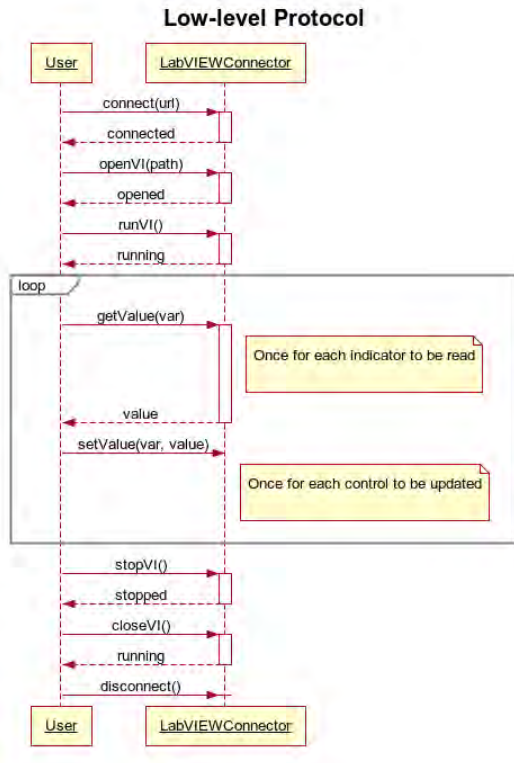 Low-level Protocol
User
LabVIEWConnector
connect(url)
connected
openVI(path)
opened
runVI()
running
loop
getValue(var)
Once for each indicator to be read
value
setValue(var, value)
Once for each control to be updated
stopVI()
stopped
closeVI()
running
disconnect()
User
LabVIEWConnector